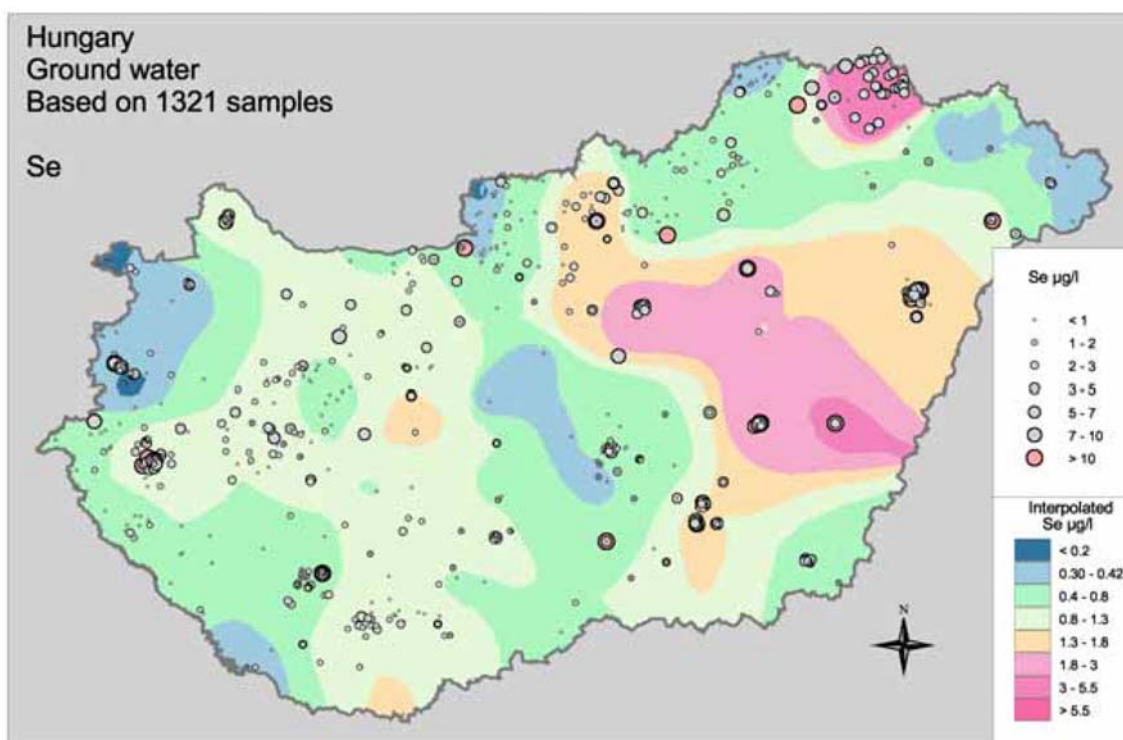 Hungary
Ground water
Based on 1321 samples
Se
N
Se µg/l
< 1
1 - 2
2 - 3
3 - 5
5 - 7
7 - 10
> 10
Interpolated
Se µg/l
< 0.2
0.30 - 0.42
0.4 - 0.8
0.8 - 1.3
1.3 - 1.8
1.8 - 3
3 - 5.5
> 5.5